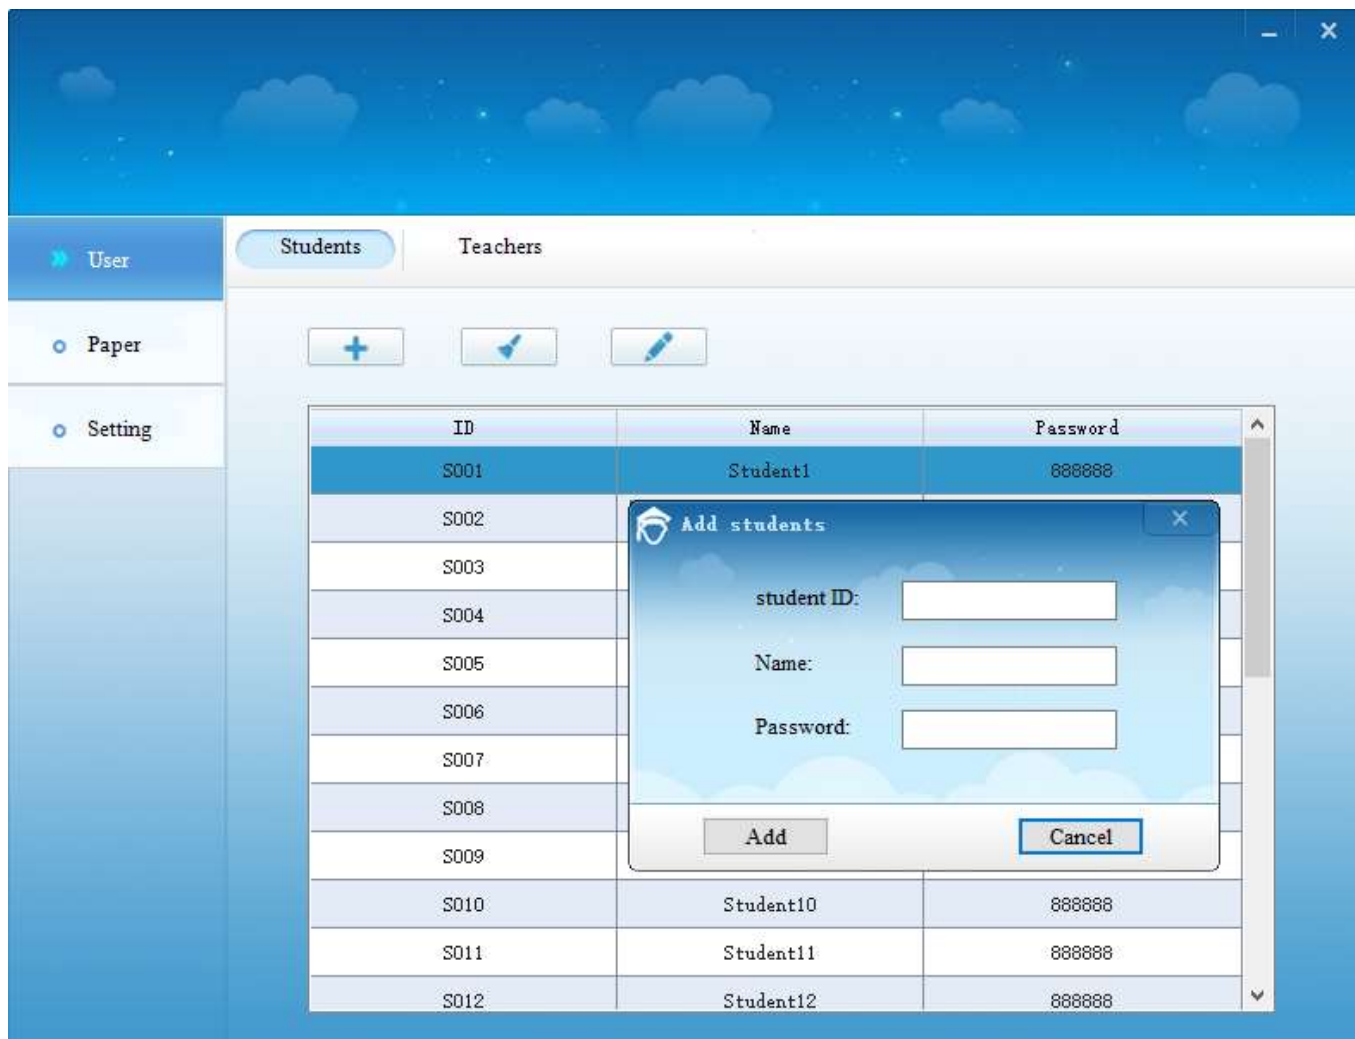 Students Teachers
User
Paper
Setting
ID Name Password
S001 Student1 888888
S002
S003
S004
S005
S006
S007
S008
S009
S010 Student10 888888
S011 Student11 888888
S012 Student12 888888
Add students
student ID:
Name:
Password:
Add Cancel